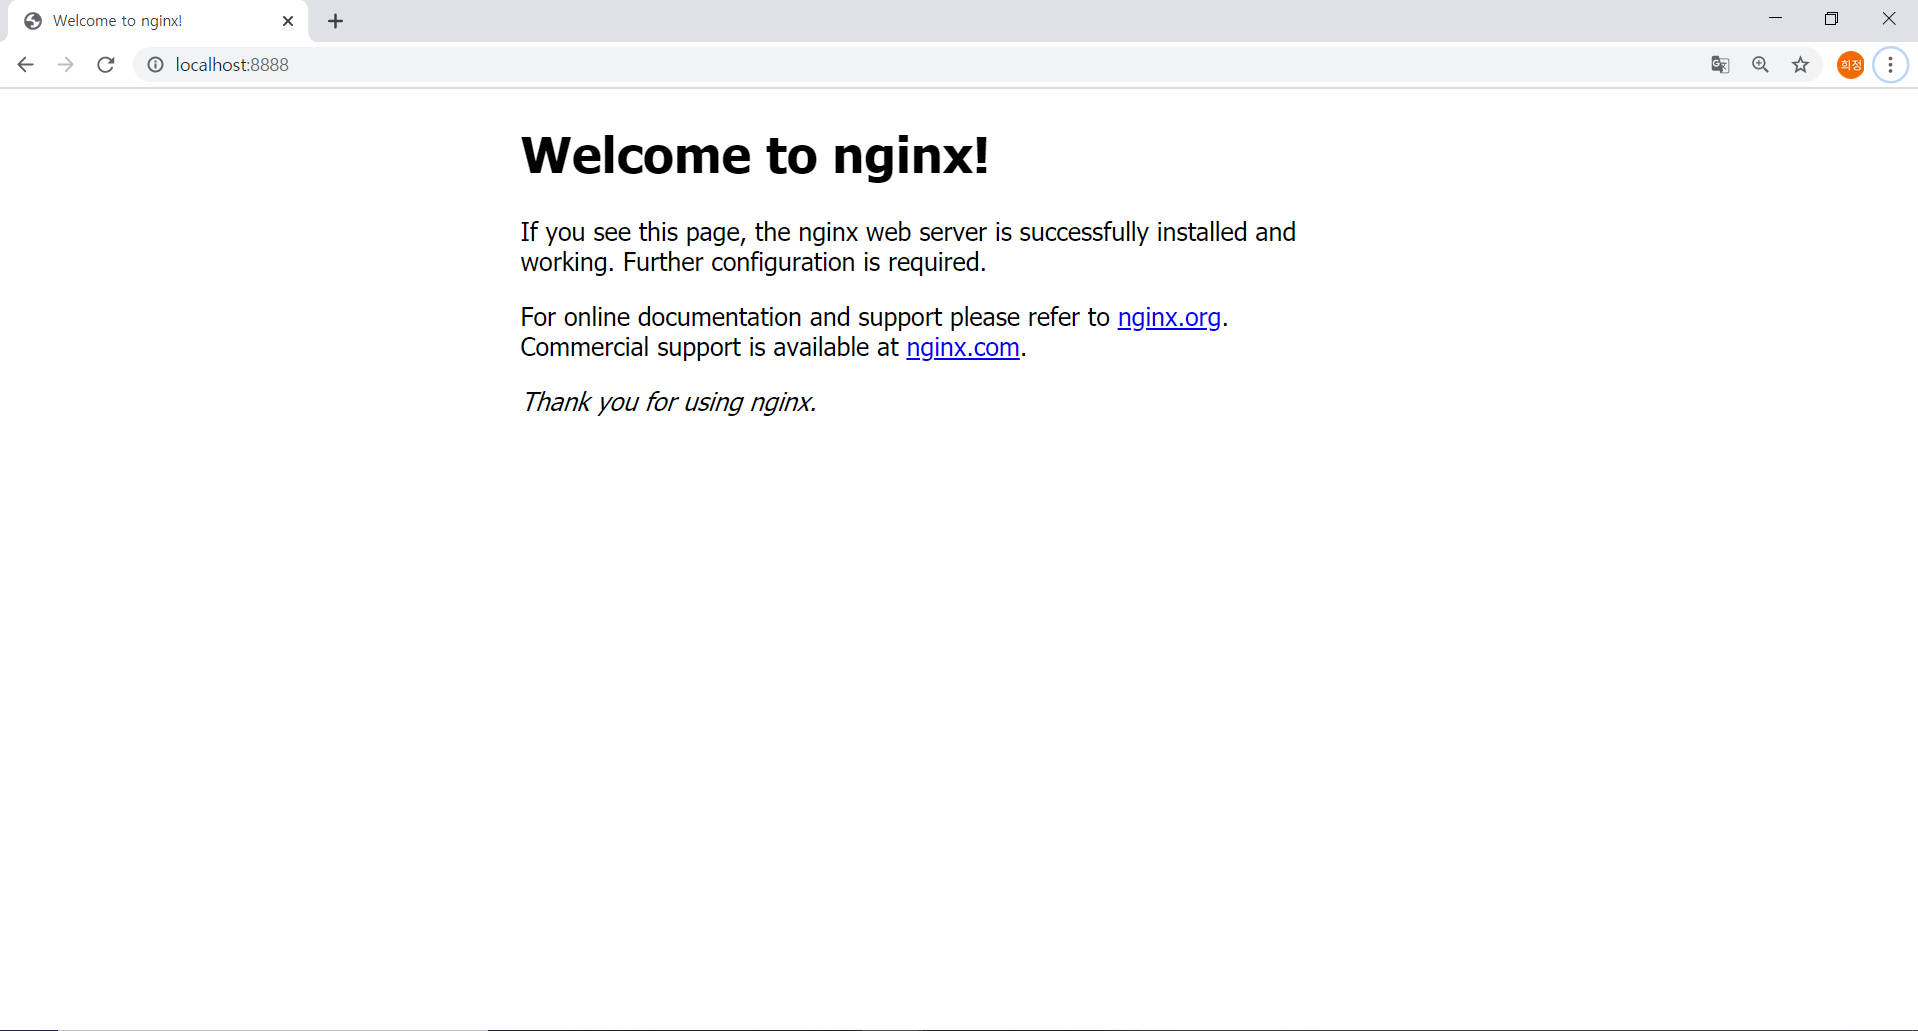 Welcome to nginx!
localhost:8888
희정
Welcome to nginx!
If you see this page, the nginx web server is successfully installed and
working. Further configuration is required.
For online documentation and support please refer to nginx.org.
Commercial support is available at nginx.com.
Thank you for using nginx.